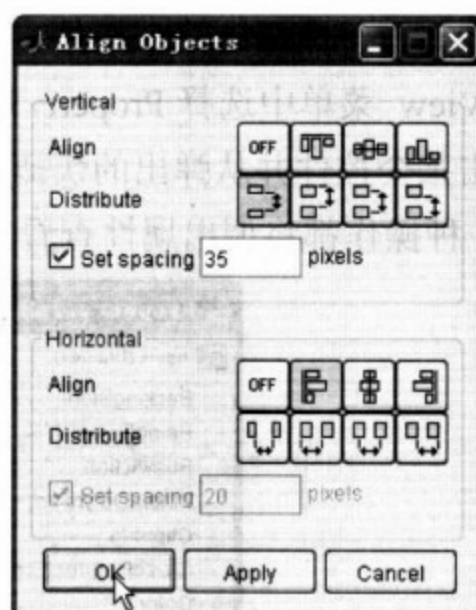 Align Objects
Vertical
Align OFF
Distribute
Set spacing 35 pixels
Horizontal
Align OFF
Distribute
Set spacing 20 pixels
OK Apply Cancel